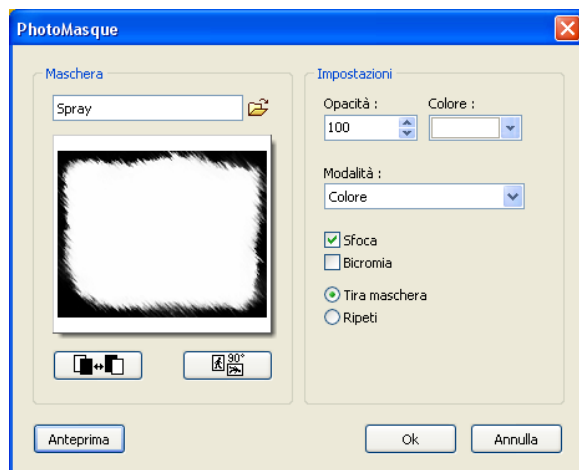 PhotoMasque
Maschera
Spray
90°
Impostazioni
Opacità :
Colore :
100
Modalità :
Colore
Sfoca
Bicromia
Tira maschera
Ripeti
Anteprima
Ok
Annulla